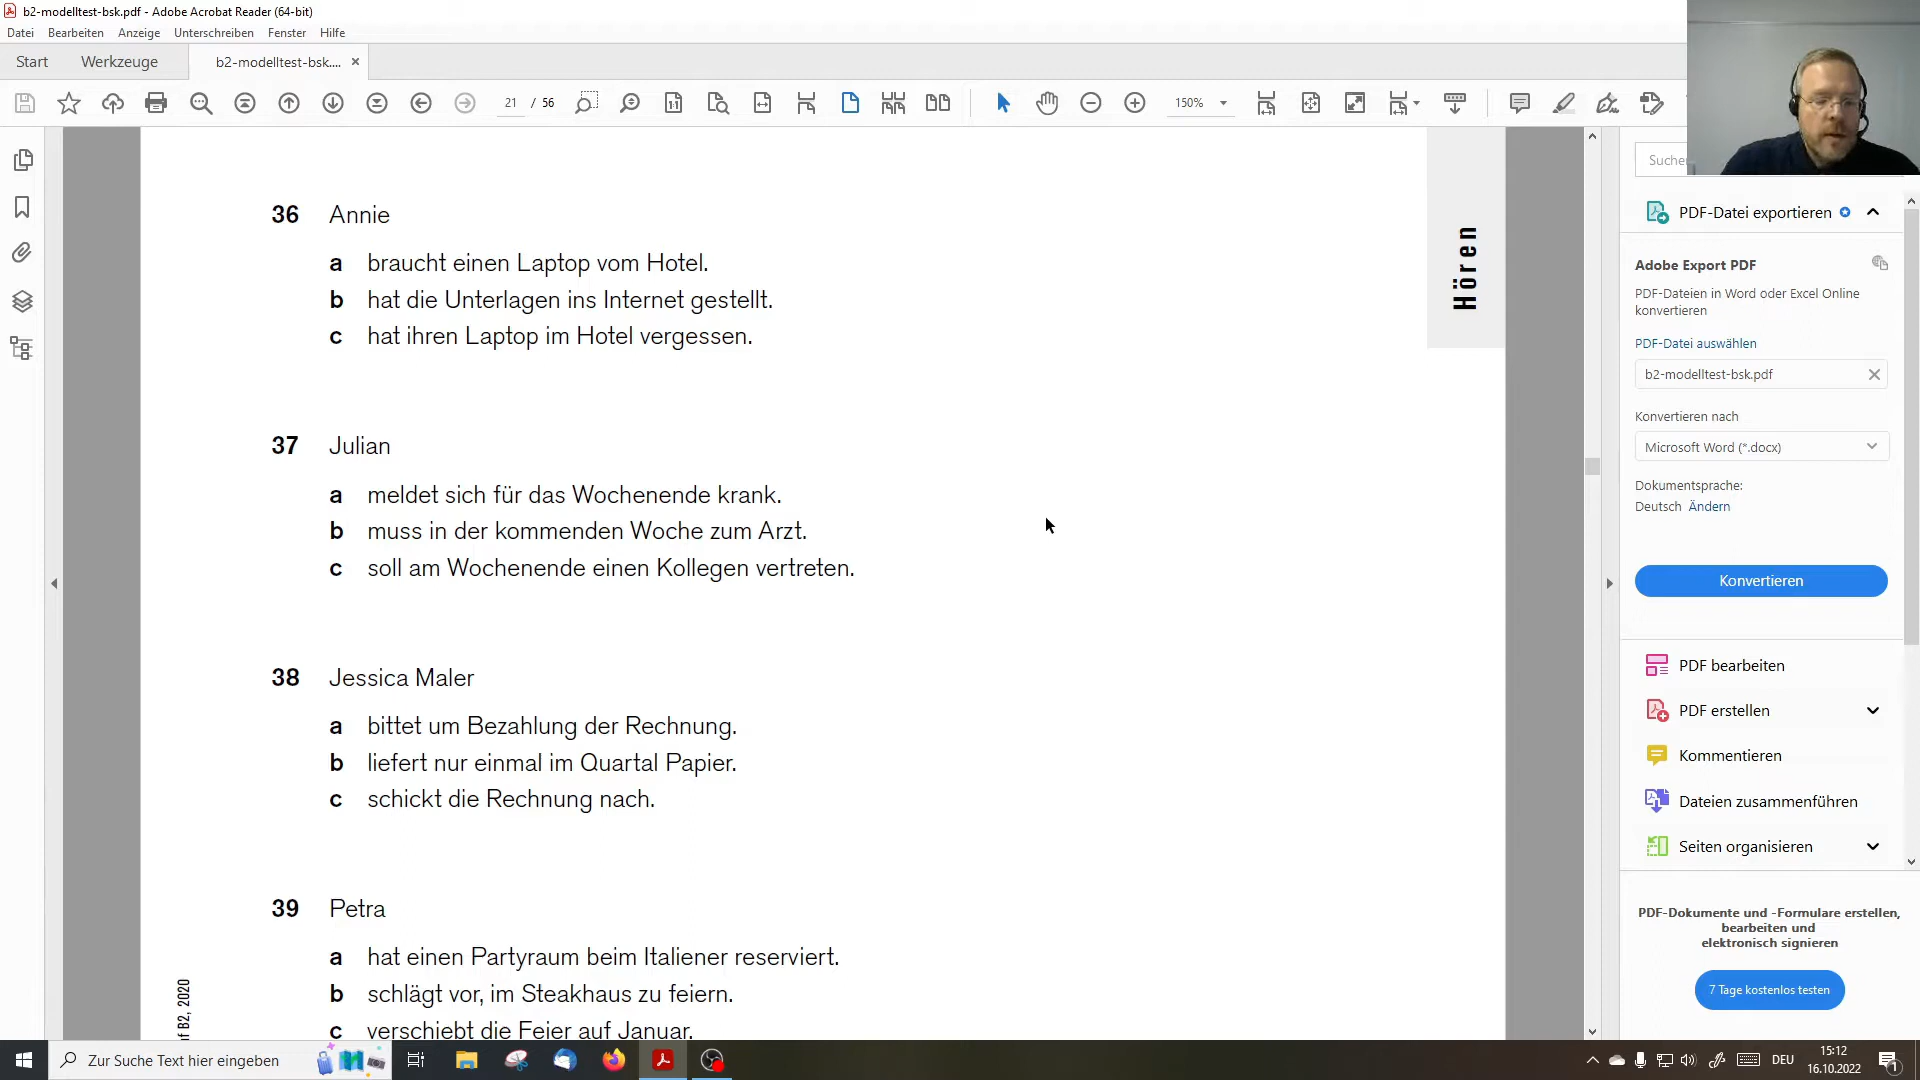 b2-modelltest-bsk.pdf - Adobe Acrobat Reader (64-bit)
Datei Bearbeiten Anzeige Unterschreiben Fenster Hilfe
Start Werkzeuge b2-modelltest-bsk....
21 / 56
150%
36 Annie
a braucht einen Laptop vom Hotel.
b hat die Unterlagen ins Internet gestellt.
c hat ihren Laptop im Hotel vergessen.
37 Julian
a meldet sich für das Wochenende krank.
b muss in der kommenden Woche zum Arzt.
c soll am Wochenende einen Kollegen vertreten.
38 Jessica Maler
a bittet um Bezahlung der Rechnung.
b liefert nur einmal im Quartal Papier.
c schickt die Rechnung nach.
39 Petra
a hat einen Partyraum beim Italiener reserviert.
b schlägt vor, im Steakhaus zu feiern.
c verschiebt die Feier auf Januar.
Hören
B2, 2020
PDF-Datei exportieren
Adobe Export PDF
PDF-Dateien in Word oder Excel Online
konvertieren
PDF-Datei auswählen
b2-modelltest-bsk.pdf
Konvertieren nach
Microsoft Word (*.docx)
Dokumentsprache:
Deutsch Ändern
Konvertieren
PDF bearbeiten
PDF erstellen
Kommentieren
Dateien zusammenführen
Seiten organisieren
PDF-Dokumente und -Formulare erstellen,
bearbeiten und
elektronisch signieren
7 Tage kostenlos testen
Zur Suche Text hier eingeben
DEU
15:12
16.10.2022